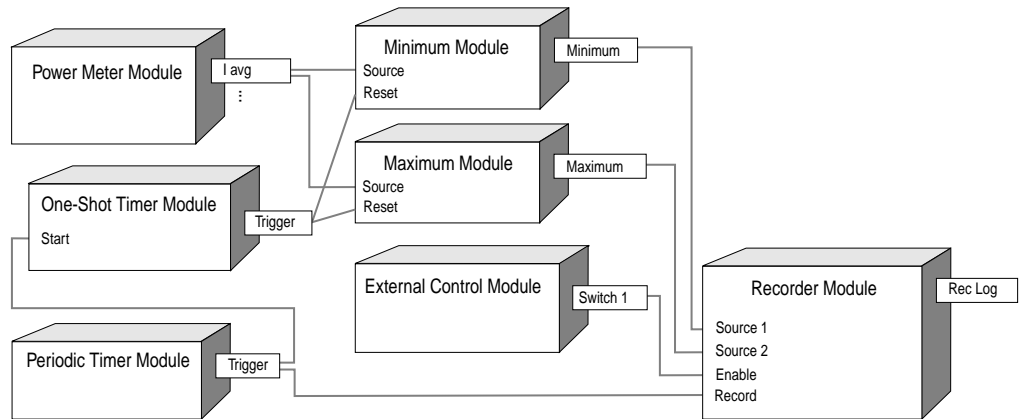 Power Meter Module
I avg
...
Minimum Module
Source
Reset
Minimum
Maximum Module
Source
Reset
Maximum
One-Shot Timer Module
Start
Trigger
External Control Module
Switch 1
Periodic Timer Module
Trigger
Recorder Module
Source 1
Source 2
Enable
Record
Rec Log